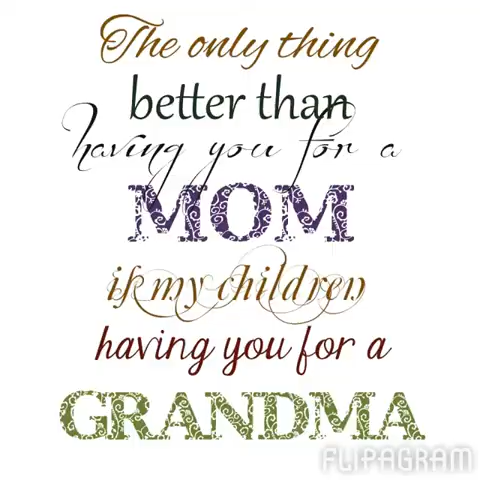 The only thing
better than
having you for a
MOM
is my children
having you for a
GRANDMA
FLIPAGRAM